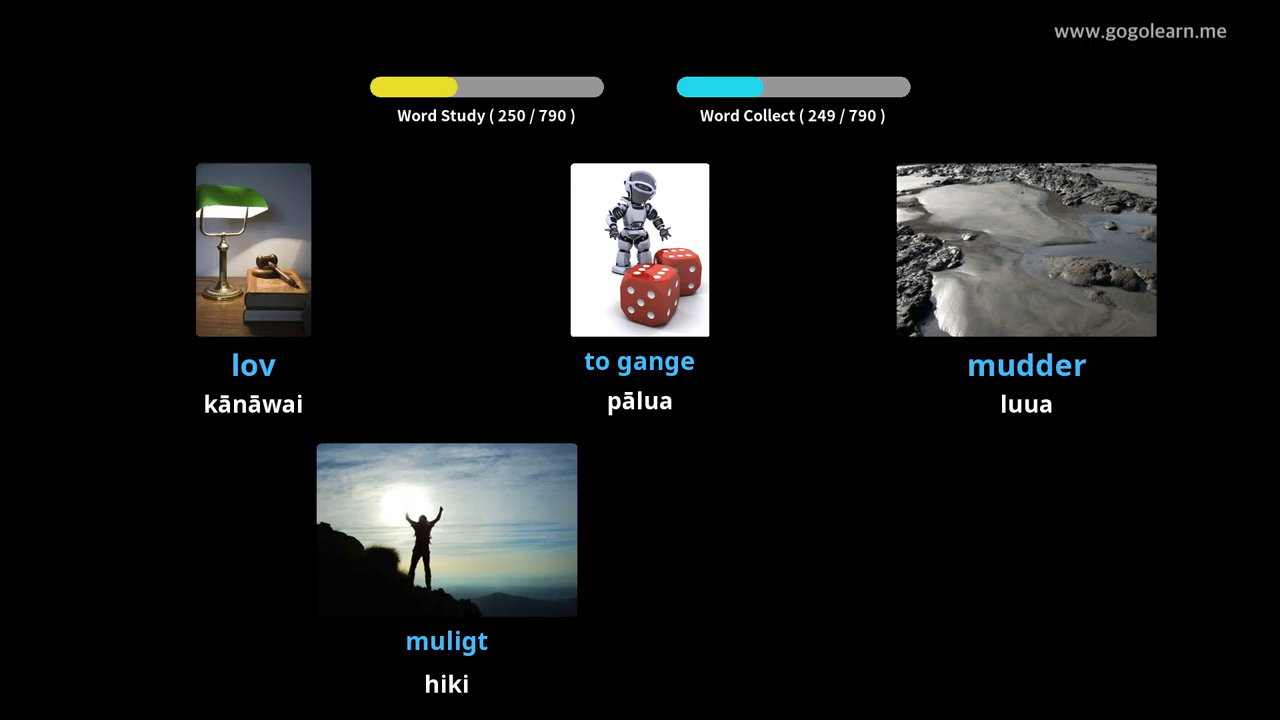 www.gogolearn.me
Word Study ( 250 / 790 )
Word Collect ( 249 / 790 )
lov
kānāwai
to gange
pālua
mudder
luua
muligt
hiki